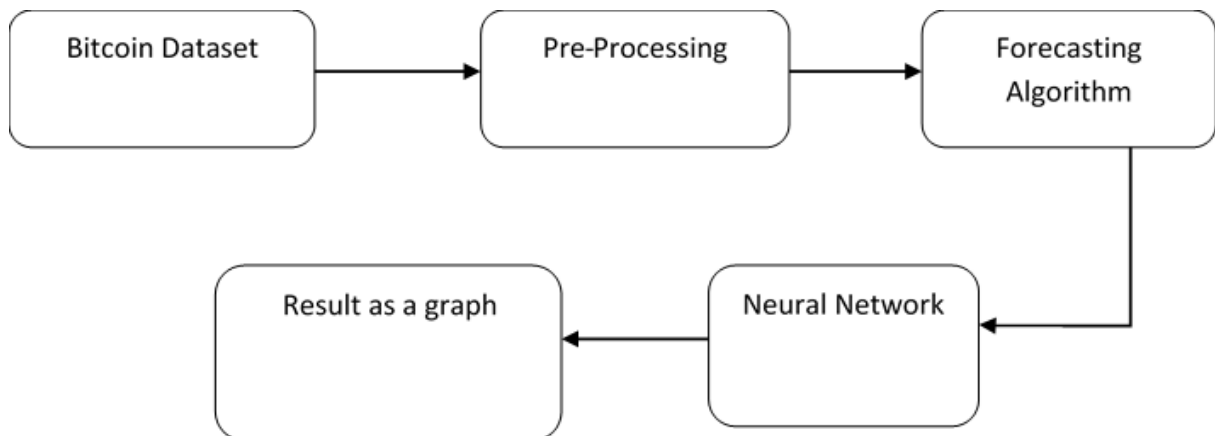 Bitcoin Dataset
Pre-Processing
Forecasting
Algorithm
Neural Network
Result as a graph